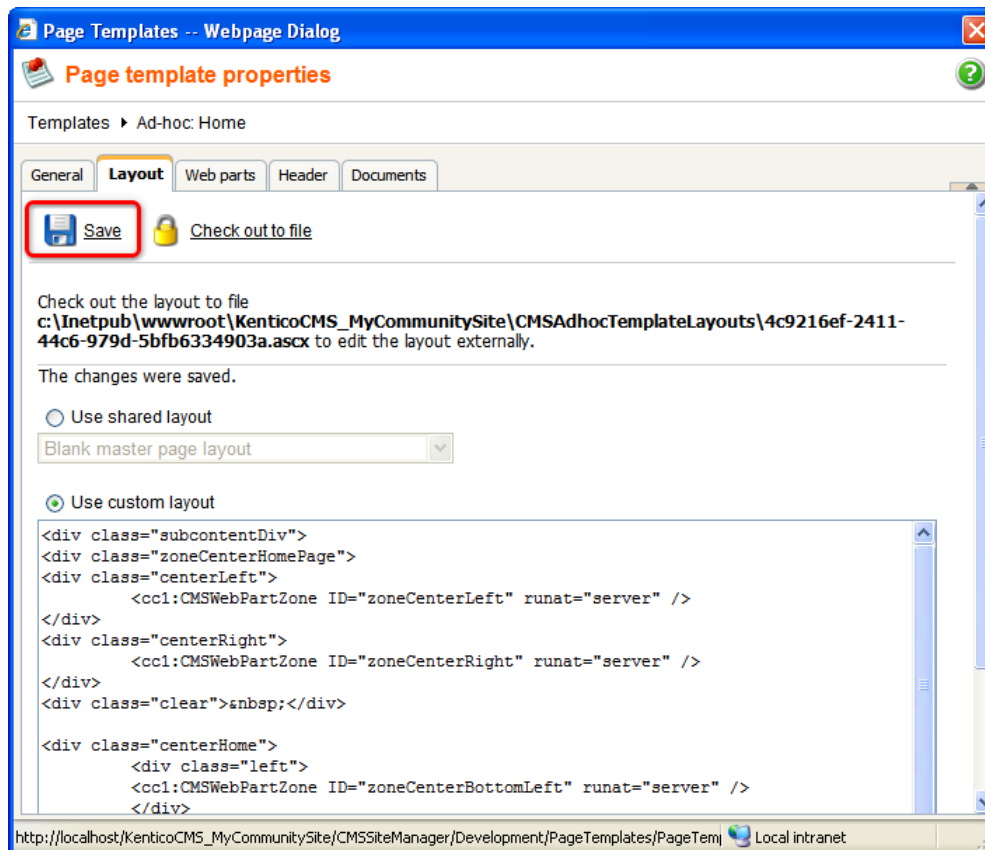 Page Templates -- Webpage Dialog
Page template properties
Templates ▸ Ad-hoc: Home
General Layout Web parts Header Documents
Save Check out to file
Check out the layout to file
c:\Inetpub\wwwroot\KenticoCMS_MyCommunitySite\CMSAdhocTemplateLayouts\4c9216ef-2411-
44c6-979d-5bfb6334903a.ascx to edit the layout externally.
The changes were saved.
Use shared layout
Blank master page layout
Use custom layout
<div class="subcontentDiv">
<div class="zoneCenterHomePage">
<div class="centerLeft">
<cc1:CMSWebPartZone ID="zoneCenterLeft" runat="server" />
</div>
<div class="centerRight">
<cc1:CMSWebPartZone ID="zoneCenterRight" runat="server" />
</div>
<div class="clear">&nbsp;</div>
<div class="centerHome">
<div class="left">
<cc1:CMSWebPartZone ID="zoneCenterBottomLeft" runat="server" />
</div>
http://localhost/KenticoCMS_MyCommunitySite/CMSSiteManager/Development/PageTemplates/PageTem Local intranet